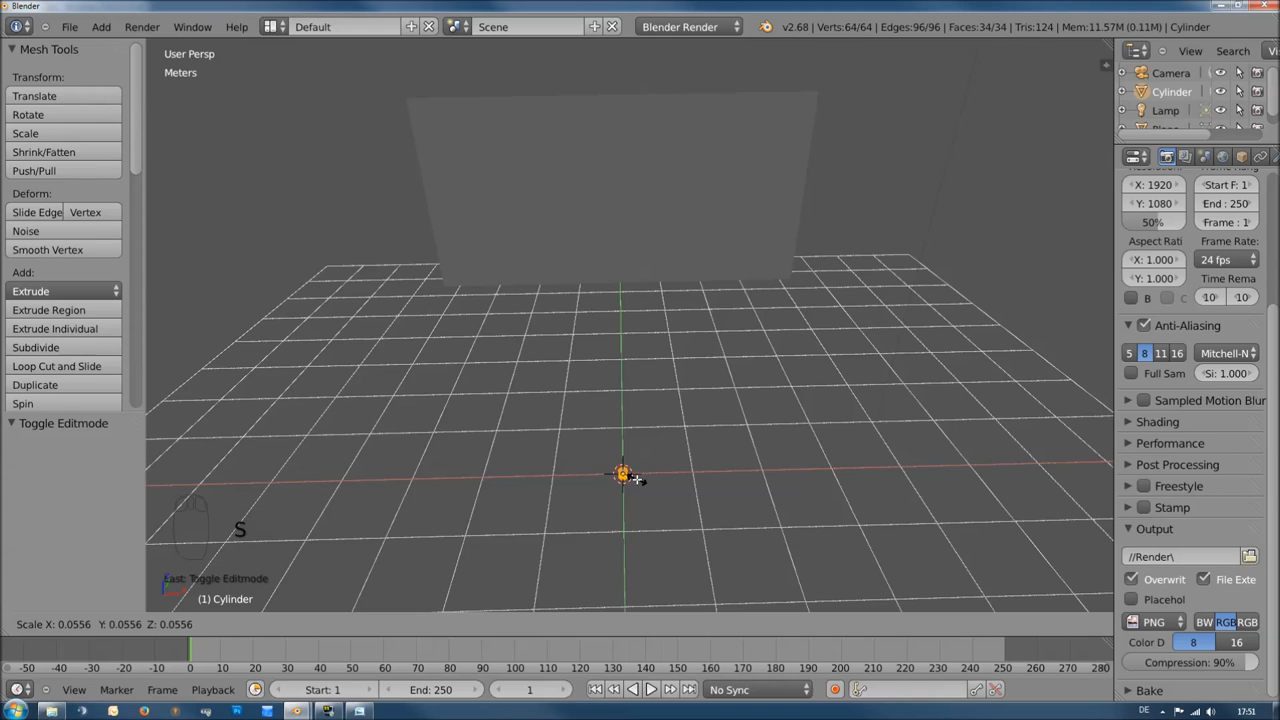 Blender
File Add Render Window Help Default Scene Blender Render v2.68 | Verts:64/64 | Edges:96/96 | Faces:34/34 | Tris:124 | Mem:11.57M (0.11M) | Cylinder
Mesh Tools
Transform:
Translate
Rotate
Scale
Shrink/Fatten
Push/Pull
Deform:
Slide Edge Vertex
Noise
Smooth Vertex
Add:
Extrude
Extrude Region
Extrude Individual
Subdivide
Loop Cut and Slide
Duplicate
Spin
Toggle Editmode
User Persp
Meters
S
Last: Toggle Editmode
(1) Cylinder
Scale X: 0.0556 Y: 0.0556 Z: 0.0556
View Search Vi
Camera
Cylinder
Lamp
X: 1920 Start F: 1
Y: 1080 End : 250
50% Frame : 1
Aspect Rati Frame Rate:
X: 1.000 24 fps
Y: 1.000 Time Rema
B C 10 10
Anti-Aliasing
5 8 11 16 Mitchell-N
Full Sam Si: 1.000
Sampled Motion Blur
Shading
Performance
Post Processing
Freestyle
Stamp
Output
//Render\
Overwrit File Exte
Placehol
PNG BW RGB RGB
Color D 8 16
Compression: 90%
Bake
-50 -40 -30 -20 -10 0 10 20 30 40 50 60 70 80 90 100 110 120 130 140 150 160 170 180 190 200 210 220 230 240 250 260 270 280
View Marker Frame Playback Start: 1 End: 250 1 No Sync
DE 17:51